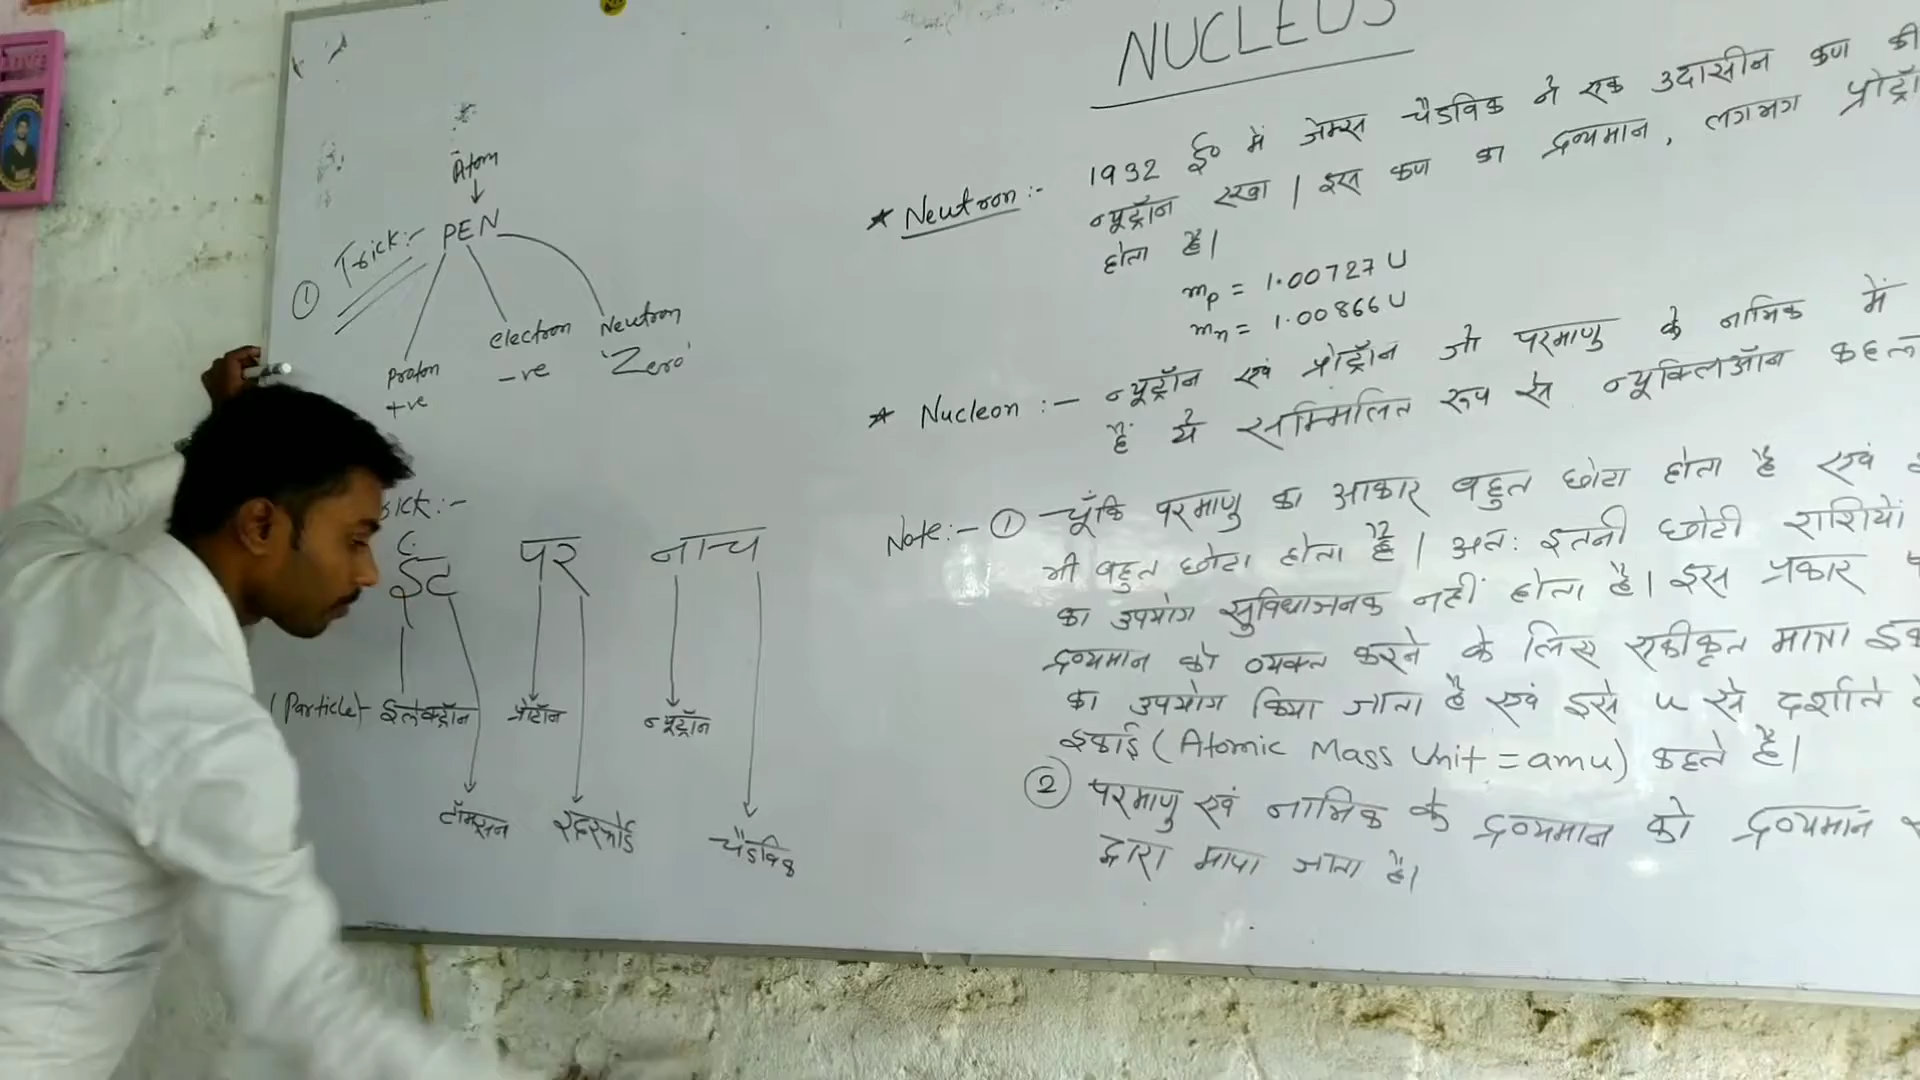 LOVE
Atom
① Trick:- PEN
Proton electron Neutron
+ve -ve 'Zero'
ईट पर नाच
(Particle)- इलेक्ट्रॉन प्रोटॉन न्यूट्रॉन
टॉमसन रदरफोर्ड चैडविक
NUCLEUS
* Neutron:- 1932 ई० में जेम्स चैडविक ने एक उदासीन कण की
न्यूट्रॉन रखा | इस कण का द्रव्यमान, लगभग
होता है|
mp = 1.00727 U
mn = 1.00866 U
* Nucleon :- न्यूट्रॉन एवं प्रोट्रॉन जो परमाणु के नाभिक में
हैं ये सम्मिलित रूप से न्यूक्लिऑन
Note:- ① चूँकि परमाणु का आकार बहुत छोटा होता है एवं
भी बहुत छोटा होता है | अत: इतनी छोटी राशियों
का उपयोग सुविधाजनक नहीं होता है। इस प्रकार
द्रव्यमान को व्यक्त करने के लिए एकीकृत मात्रा
का उपयोग किया जाता है एवं इसे u से दर्शाते
इकाई (Atomic Mass Unit = amu) कहते है|
② परमाणु एवं नाभिक के द्रव्यमान को द्रव्यमान
द्वारा मापा जाता है|